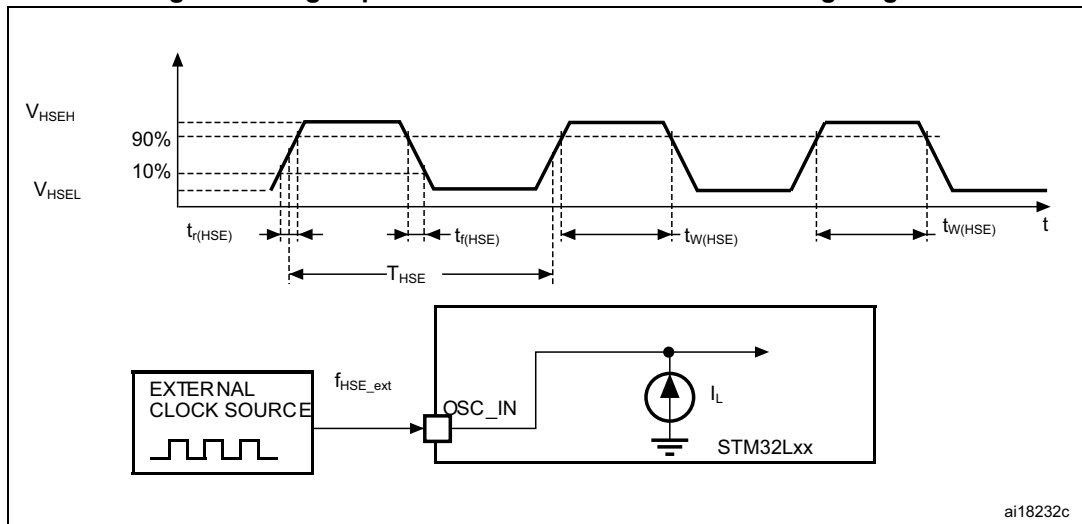 V_HSEH
90%
10%
V_HSEL
t_r(HSE)
t_f(HSE)
t_W(HSE)
t_W(HSE)
t
T_HSE
EXTERNAL
CLOCK SOURCE
f_HSE_ext
OSC_IN
I_L
STM32Lxx
ai18232c